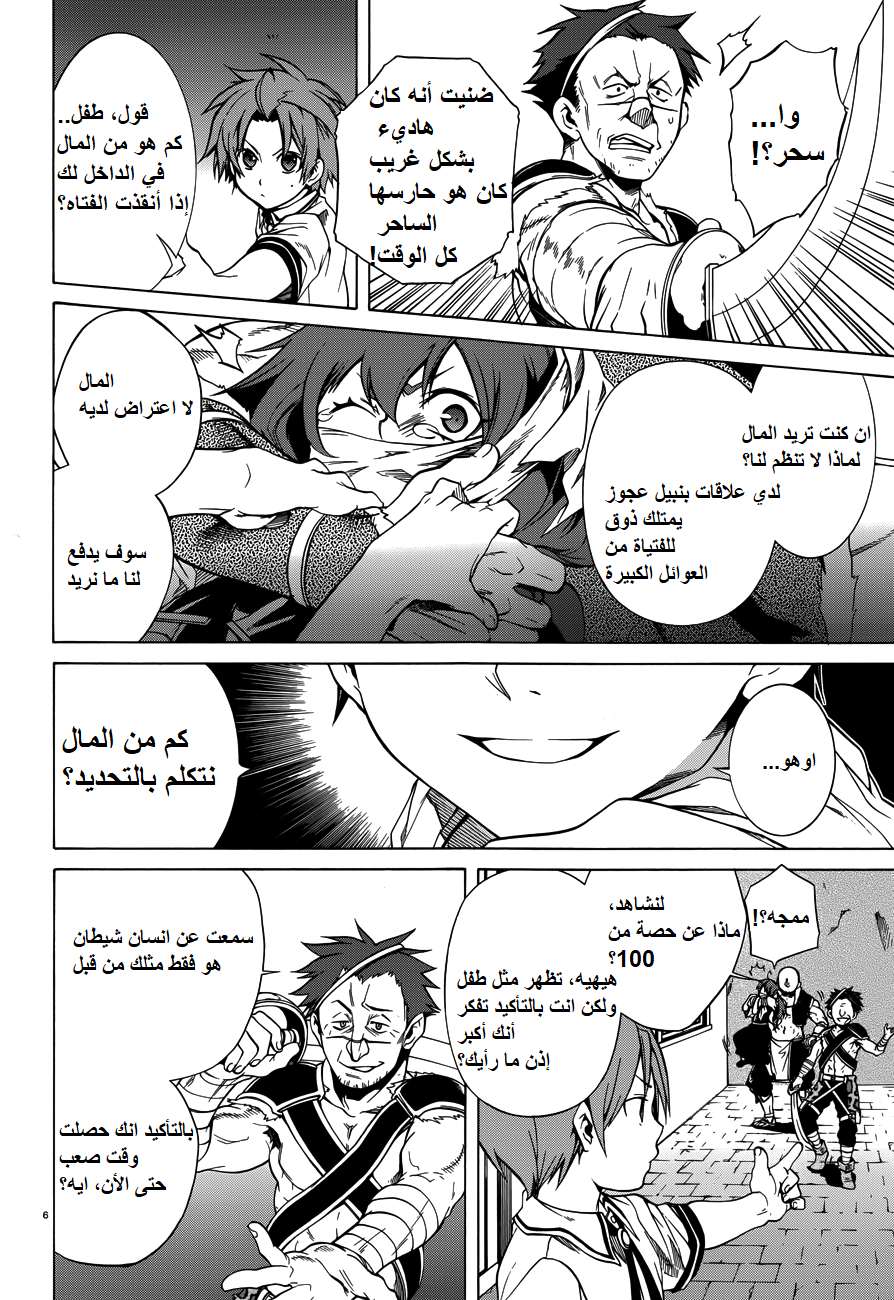 وا...
سحر؟!
ضنيت أنه كان
هاديء
بشكل غريب
كان هو حارسها
الساحر
كل الوقت!
قول، طفل..
كم هو من المال
في الداخل لك
إذا أنقذت الفتاه؟
ان كنت تريد المال
لماذا لا تنظم لنا؟
لدي علاقات بنبيل عجوز
يمتلك ذوق
للفتياة من
العوائل الكبيرة
المال
لا اعتراض لديه
سوف يدفع
لنا ما نريد
اوهو...
كم من المال
نتكلم بالتحديد؟
ممجه؟!
لنشاهد،
ماذا عن حصة من
100؟
هيهيه، تظهر مثل طفل
ولكن انت بالتأكيد تفكر
أنك أكبر
إذن ما رأيك؟
سمعت عن انسان شيطان
هو فقط مثلك من قبل
بالتأكيد انك حصلت
وقت صعب
حتى الأن، ايه؟
6